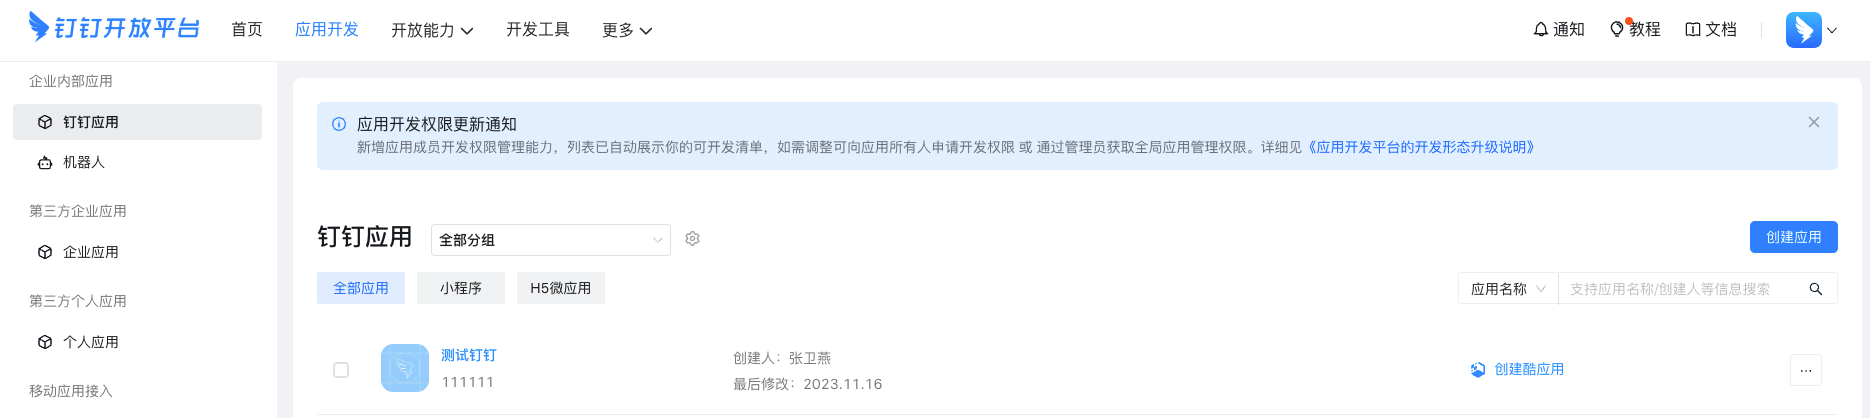 钉钉开放平台 首页 应用开发 开放能力 开发工具 更多 通知 教程 文档
企业内部应用
钉钉应用
机器人
第三方企业应用
企业应用
第三方个人应用
个人应用
移动应用接入
应用开发权限更新通知
新增应用成员开发权限管理能力，列表已自动展示你的可开发清单，如需调整可向应用所有人申请开发权限 或 通过管理员获取全局应用管理权限。详细见《应用开发平台的开发形态升级说明》
钉钉应用 全部分组 创建应用
全部应用 小程序 H5微应用 应用名称 支持应用名称/创建人等信息搜索
测试钉钉
111111
创建人：张卫燕
最后修改：2023.11.16
创建酷应用
...